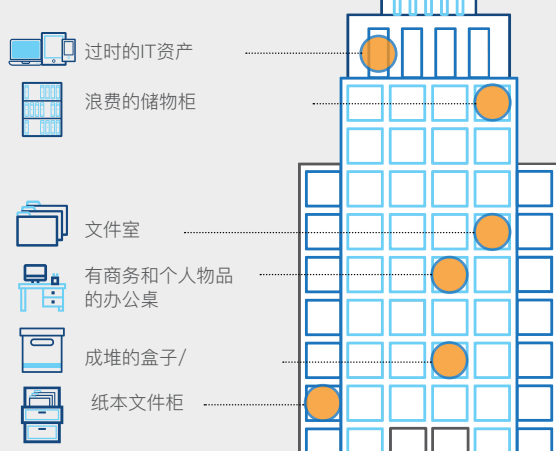 过时的IT资产
浪费的储物柜
文件室
有商务和个人物品
的办公桌
成堆的盒子/
纸本文件柜